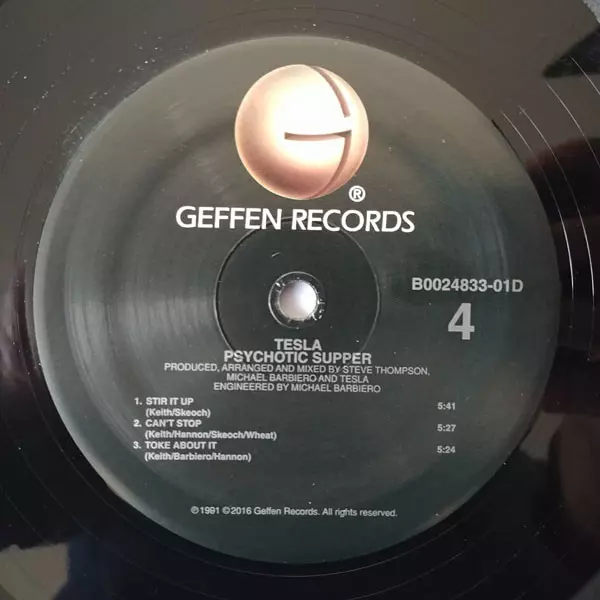 ®
GEFFEN RECORDS
B0024833-01D
4
TESLA
PSYCHOTIC SUPPER
PRODUCED, ARRANGED AND MIXED BY STEVE THOMPSON,
MICHAEL BARBIERO AND TESLA
ENGINEERED BY MICHAEL BARBIERO
1. STIR IT UP 5:41
(Keith/Skeoch)
2. CAN'T STOP 5:27
(Keith/Hannon/Skeoch/Wheat)
3. TOKE ABOUT IT 5:24
(Keith/Barbiero/Hannon)
℗1991 ©2016 Geffen Records. All rights reserved.